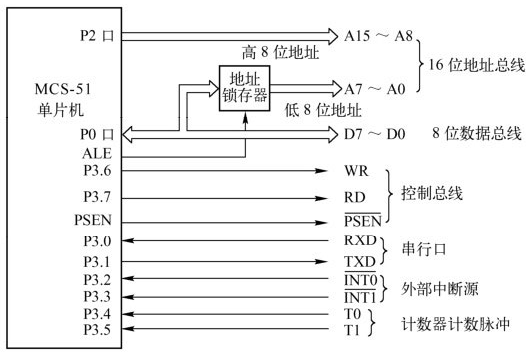 P2 口
高 8 位地址
A15 ～ A8
16 位地址总线
MCS-51
单片机
地址
锁存器
A7 ～ A0
低 8 位地址
P0 口
D7 ～ D0
8 位数据总线
ALE
P3.6
WR
P3.7
RD
控制总线
PSEN
PSEN
P3.0
RXD
串行口
P3.1
TXD
P3.2
INT0
外部中断源
P3.3
INT1
P3.4
T0
计数器计数脉冲
P3.5
T1